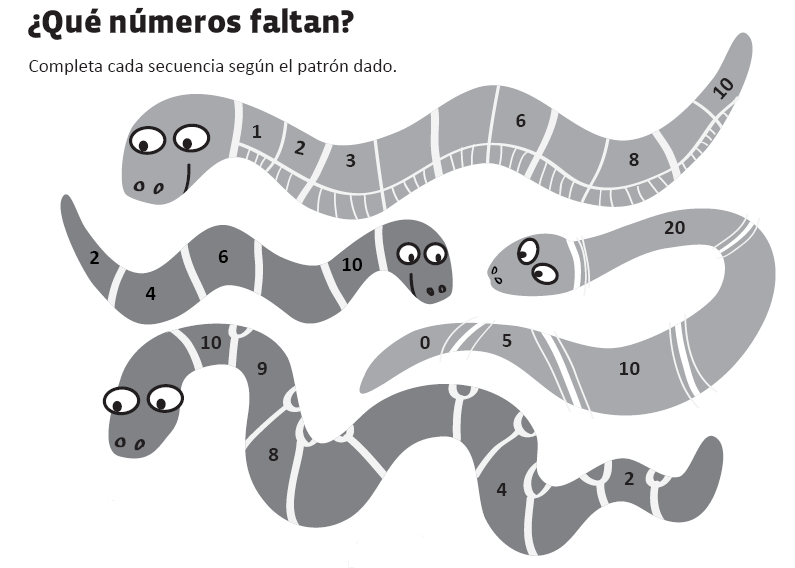 ¿Qué números faltan?
Completa cada secuencia según el patrón dado.
1 2 3 6 8 10
2 4 6 10
20
0 5 10
10 9 8 4 2